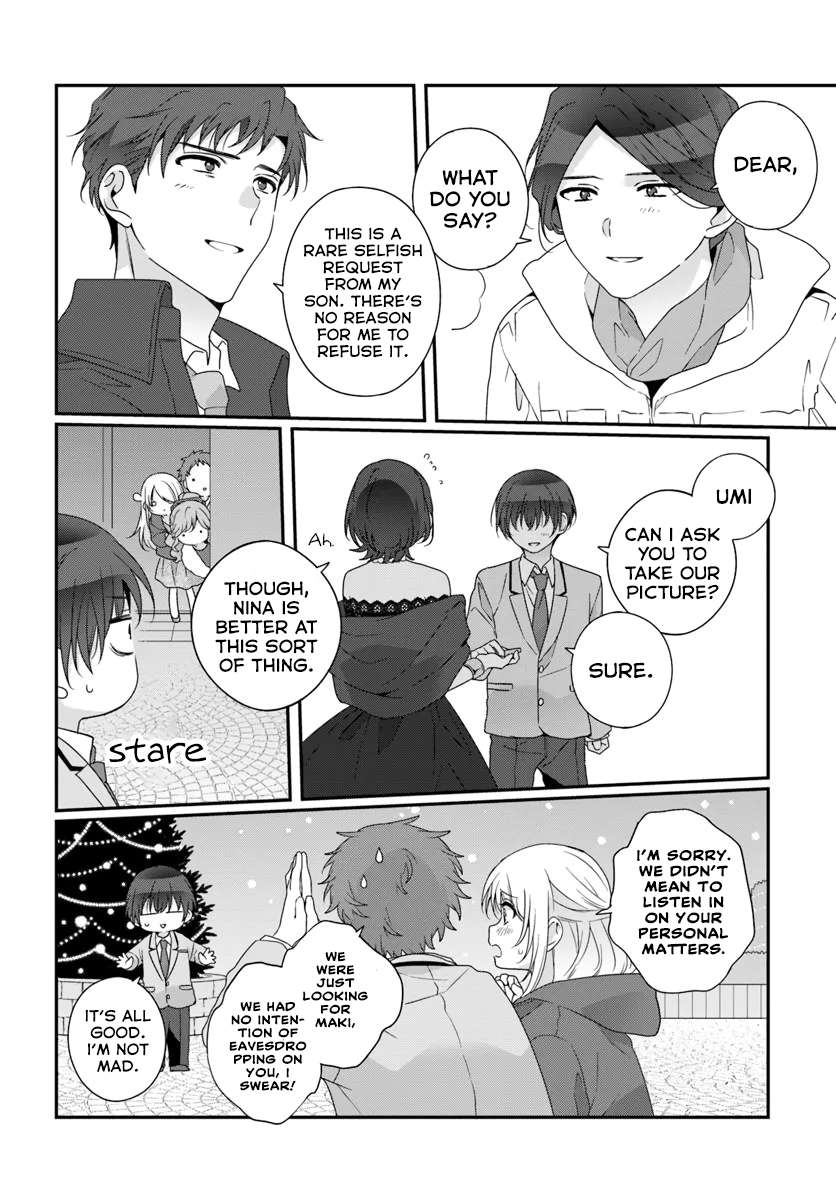 DEAR,
WHAT
DO YOU
SAY?
THIS IS A
RARE SELFISH
REQUEST
FROM MY
SON. THERE'S
NO REASON
FOR ME TO
REFUSE IT.
UMI
CAN I ASK
YOU TO
TAKE OUR
PICTURE?
SURE.
Ah.
THOUGH,
NINA IS
BETTER AT
THIS SORT
OF THING.
stare
I'M SORRY.
WE DIDN'T
MEAN TO
LISTEN IN
ON YOUR
PERSONAL
MATTERS.
WE
WERE
JUST
LOOKING
FOR
MAKI,
WE HAD
NO INTEN-
TION OF
EAVESDRO
PPING ON
YOU, I
SWEAR!
IT'S ALL
GOOD.
I'M NOT
MAD.